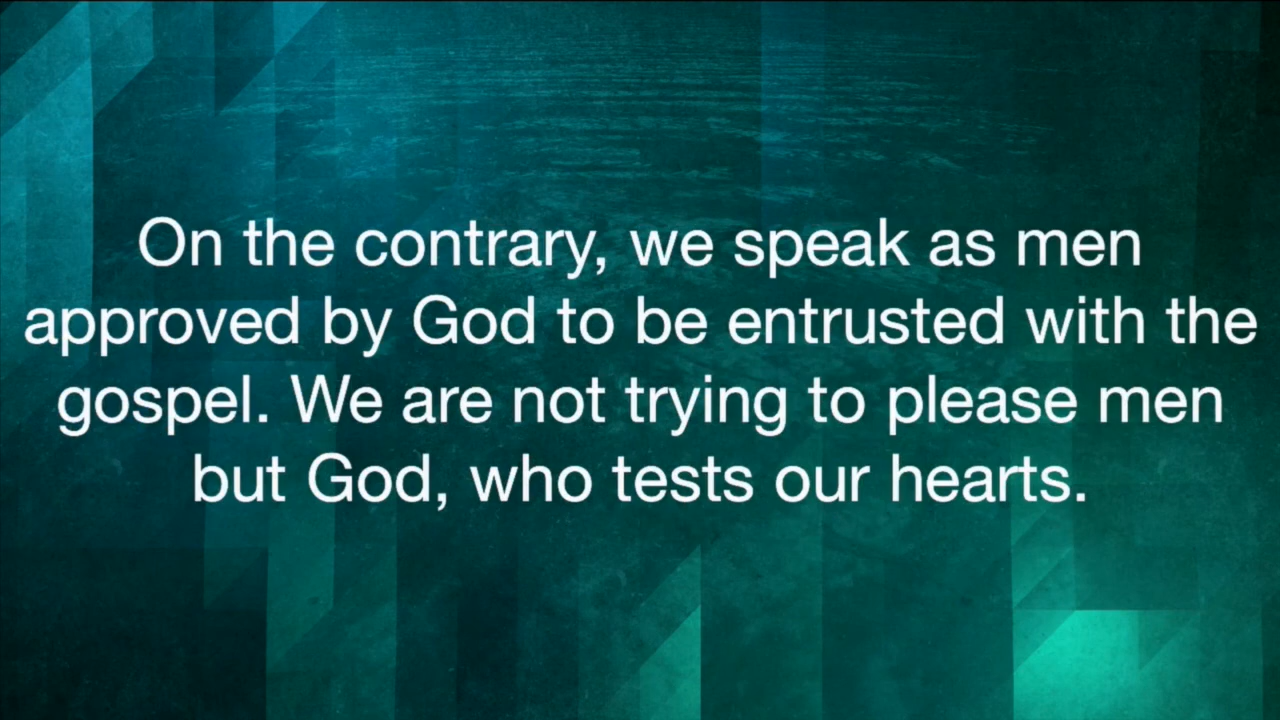 On the contrary, we speak as men
approved by God to be entrusted with the
gospel. We are not trying to please men
but God, who tests our hearts.